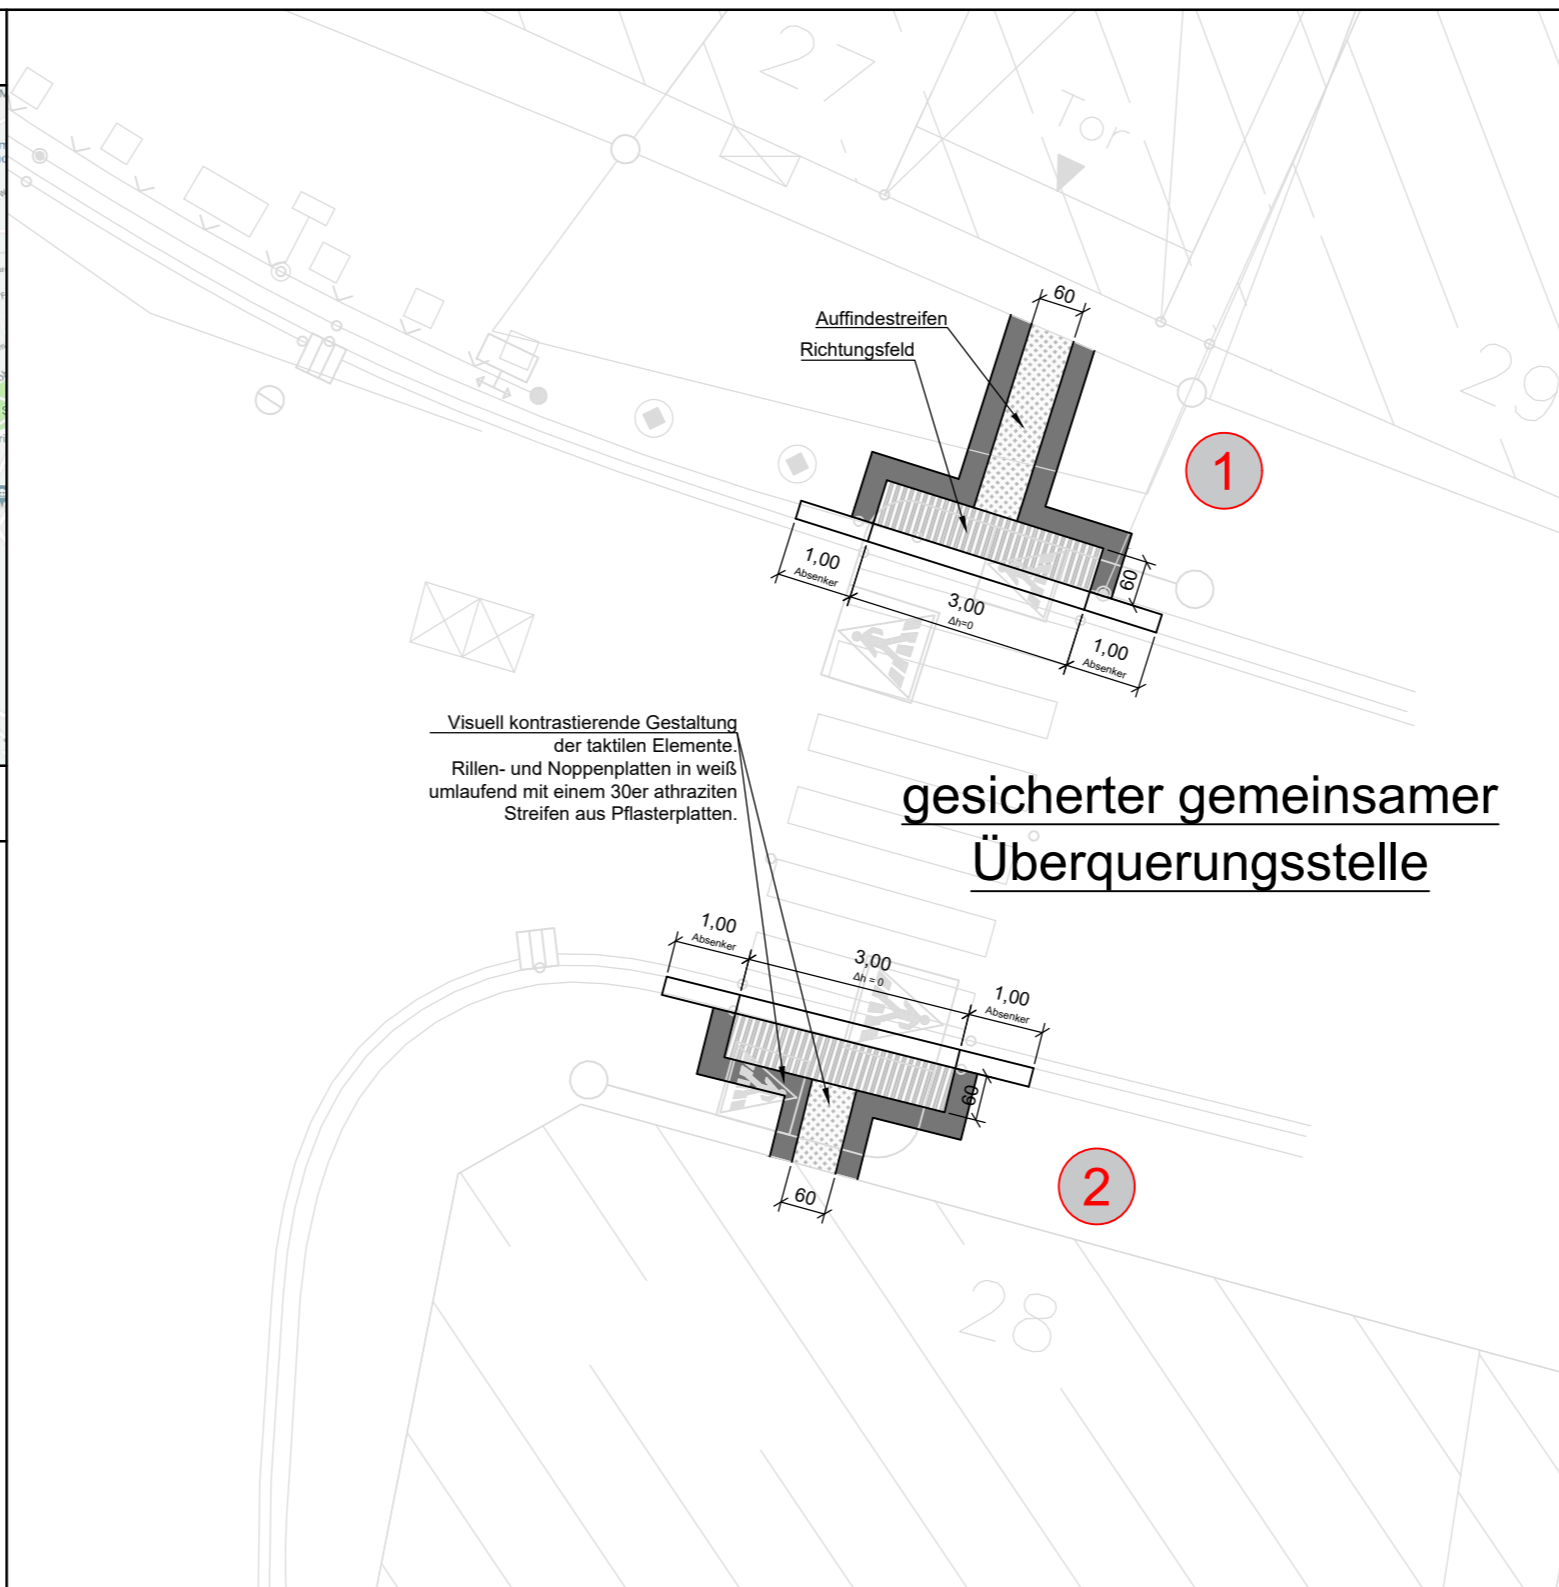 27
Tor
60
Auffindestreifen
Richtungsfeld
29
1
1,00
Absenker
3,00
Δh=0
60
1,00
Absenker
Visuell kontrastierende Gestaltung
der taktilen Elemente.
Rillen- und Noppenplatten in weiß
umlaufend mit einem 30er athraziten
Streifen aus Pflasterplatten.
gesicherter gemeinsamer
Überquerungsstelle
1,00
Absenker
3,00
Δh = 0
1,00
Absenker
60
60
2
28